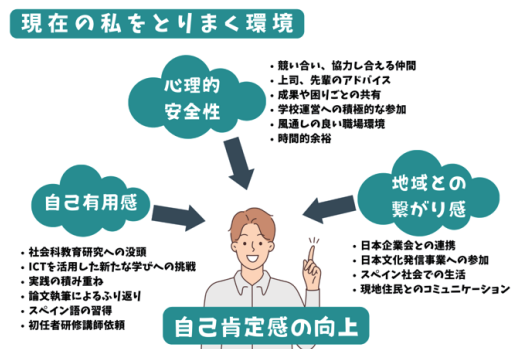 現在の私をとりまく環境
心理的
安全性
• 競い合い、協力し合える仲間
• 上司、先輩のアドバイス
• 成果や困りごとの共有
• 学校運営への積極的な参加
• 風通しの良い職場環境
• 時間的余裕
自己有用感
• 社会科教育研究への没頭
• ICTを活用した新たな学びへの挑戦
• 実践の積み重ね
• 論文執筆によるふり返り
• スペイン語の習得
• 初任者研修講師依頼
地域との
繋がり感
• 日本企業会との連携
• 日本文化発信事業への参加
• スペイン社会での生活
• 現地住民とのコミュニケーション
自己肯定感の向上